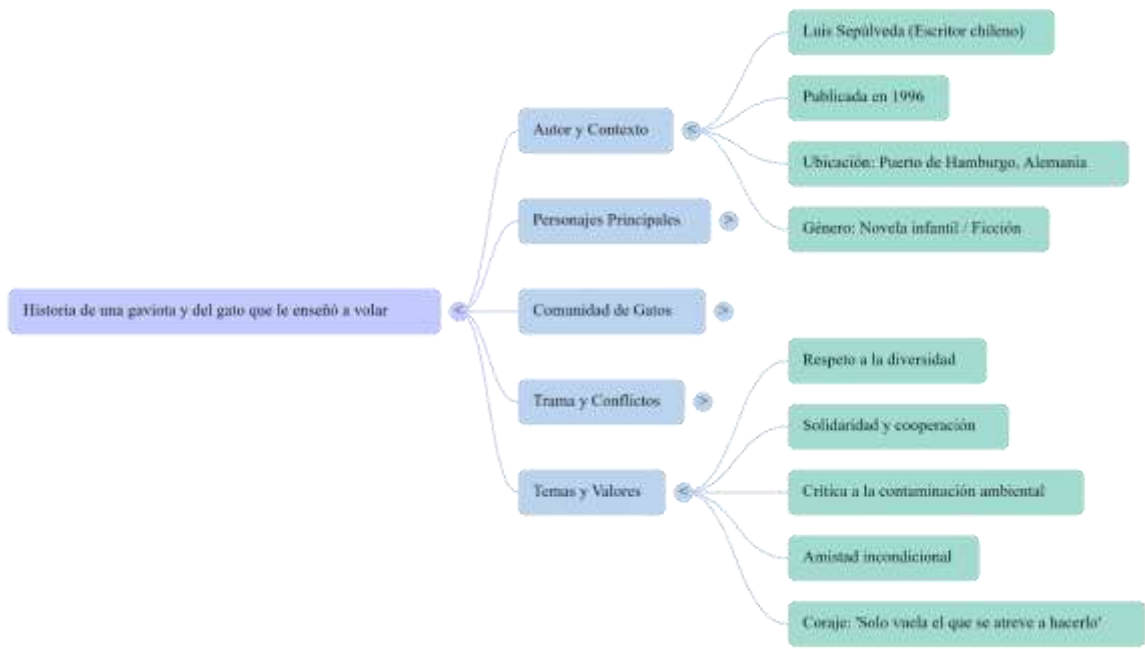 Historia de una gaviota y del gato que le enseñó a volar
<
Autor y Contexto
<
Luis Sepúlveda (Escritor chileno)
Publicada en 1996
Ubicación: Puerto de Hamburgo, Alemania
Género: Novela infantil / Ficción
Personajes Principales
>
Comunidad de Gatos
>
Trama y Conflictos
>
Temas y Valores
<
Respeto a la diversidad
Solidaridad y cooperación
Crítica a la contaminación ambiental
Amistad incondicional
Coraje: 'Solo vuela el que se atreve a hacerlo'